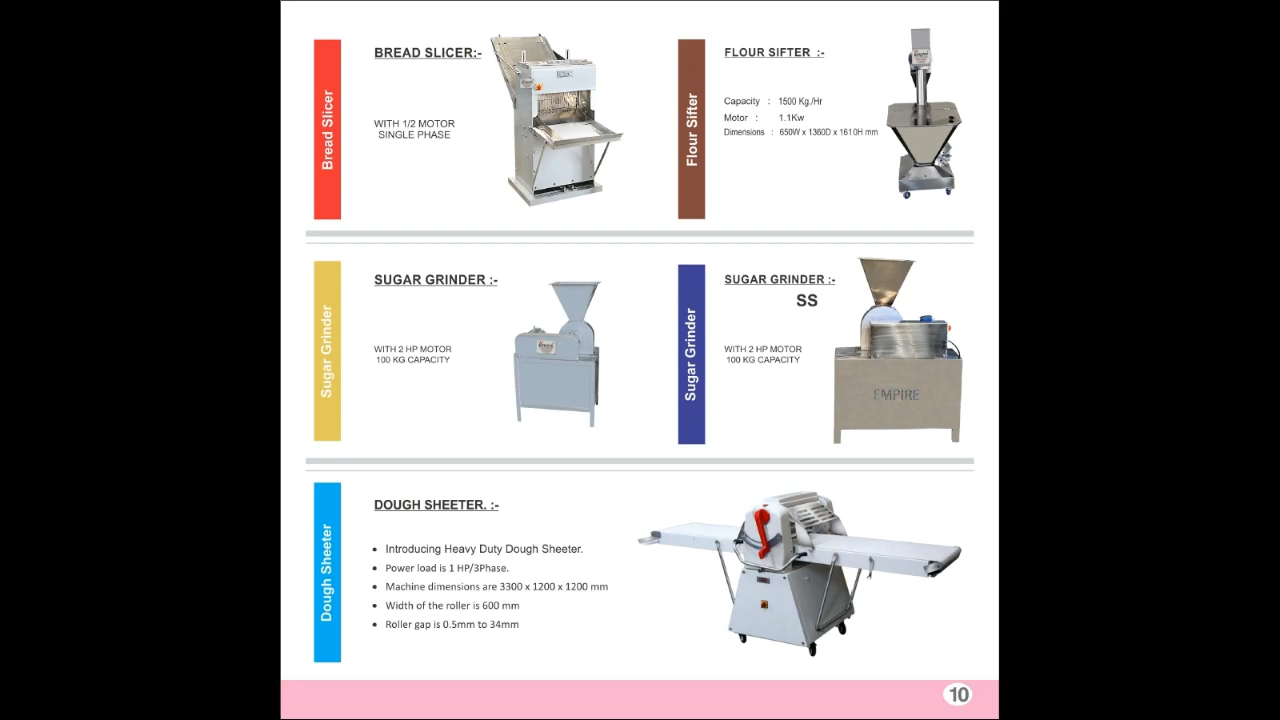 Bread Slicer
BREAD SLICER:-
WITH 1/2 MOTOR
SINGLE PHASE
Flour Sifter
FLOUR SIFTER :-
Capacity : 1500 Kg./Hr
Motor : 1.1Kw
Dimensions : 650W x 1360D x 1610H mm
Sugar Grinder
SUGAR GRINDER :-
WITH 2 HP MOTOR
100 KG CAPACITY
Sugar Grinder
SUGAR GRINDER :-
SS
WITH 2 HP MOTOR
100 KG CAPACITY
EMPIRE
Dough Sheeter
DOUGH SHEETER. :-
• Introducing Heavy Duty Dough Sheeter.
• Power load is 1 HP/3Phase.
• Machine dimensions are 3300 x 1200 x 1200 mm
• Width of the roller is 600 mm
• Roller gap is 0.5mm to 34mm
10